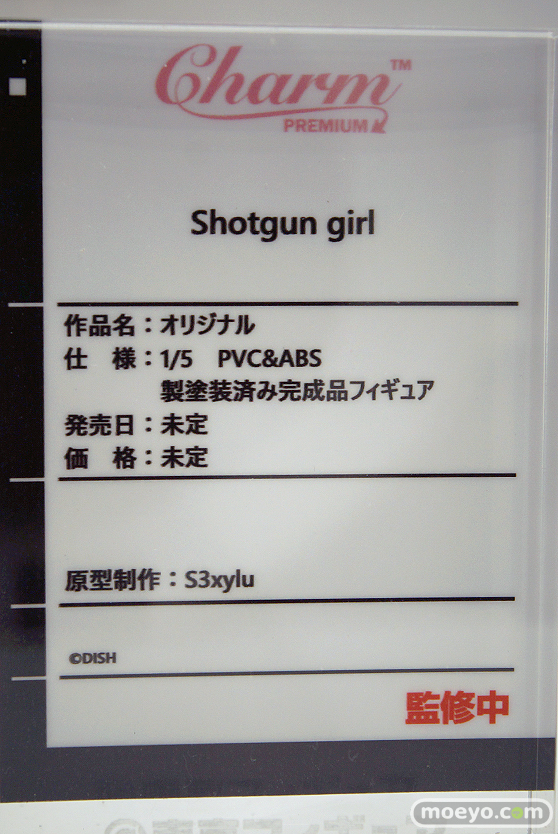 Charm™
PREMIUM
Shotgun girl
作品名：オリジナル
仕　様：1/5　PVC&ABS
製塗装済み完成品フィギュア
発売日：未定
価　格：未定
原型制作：S3xylu
©DISH
監修中
moeyo.com